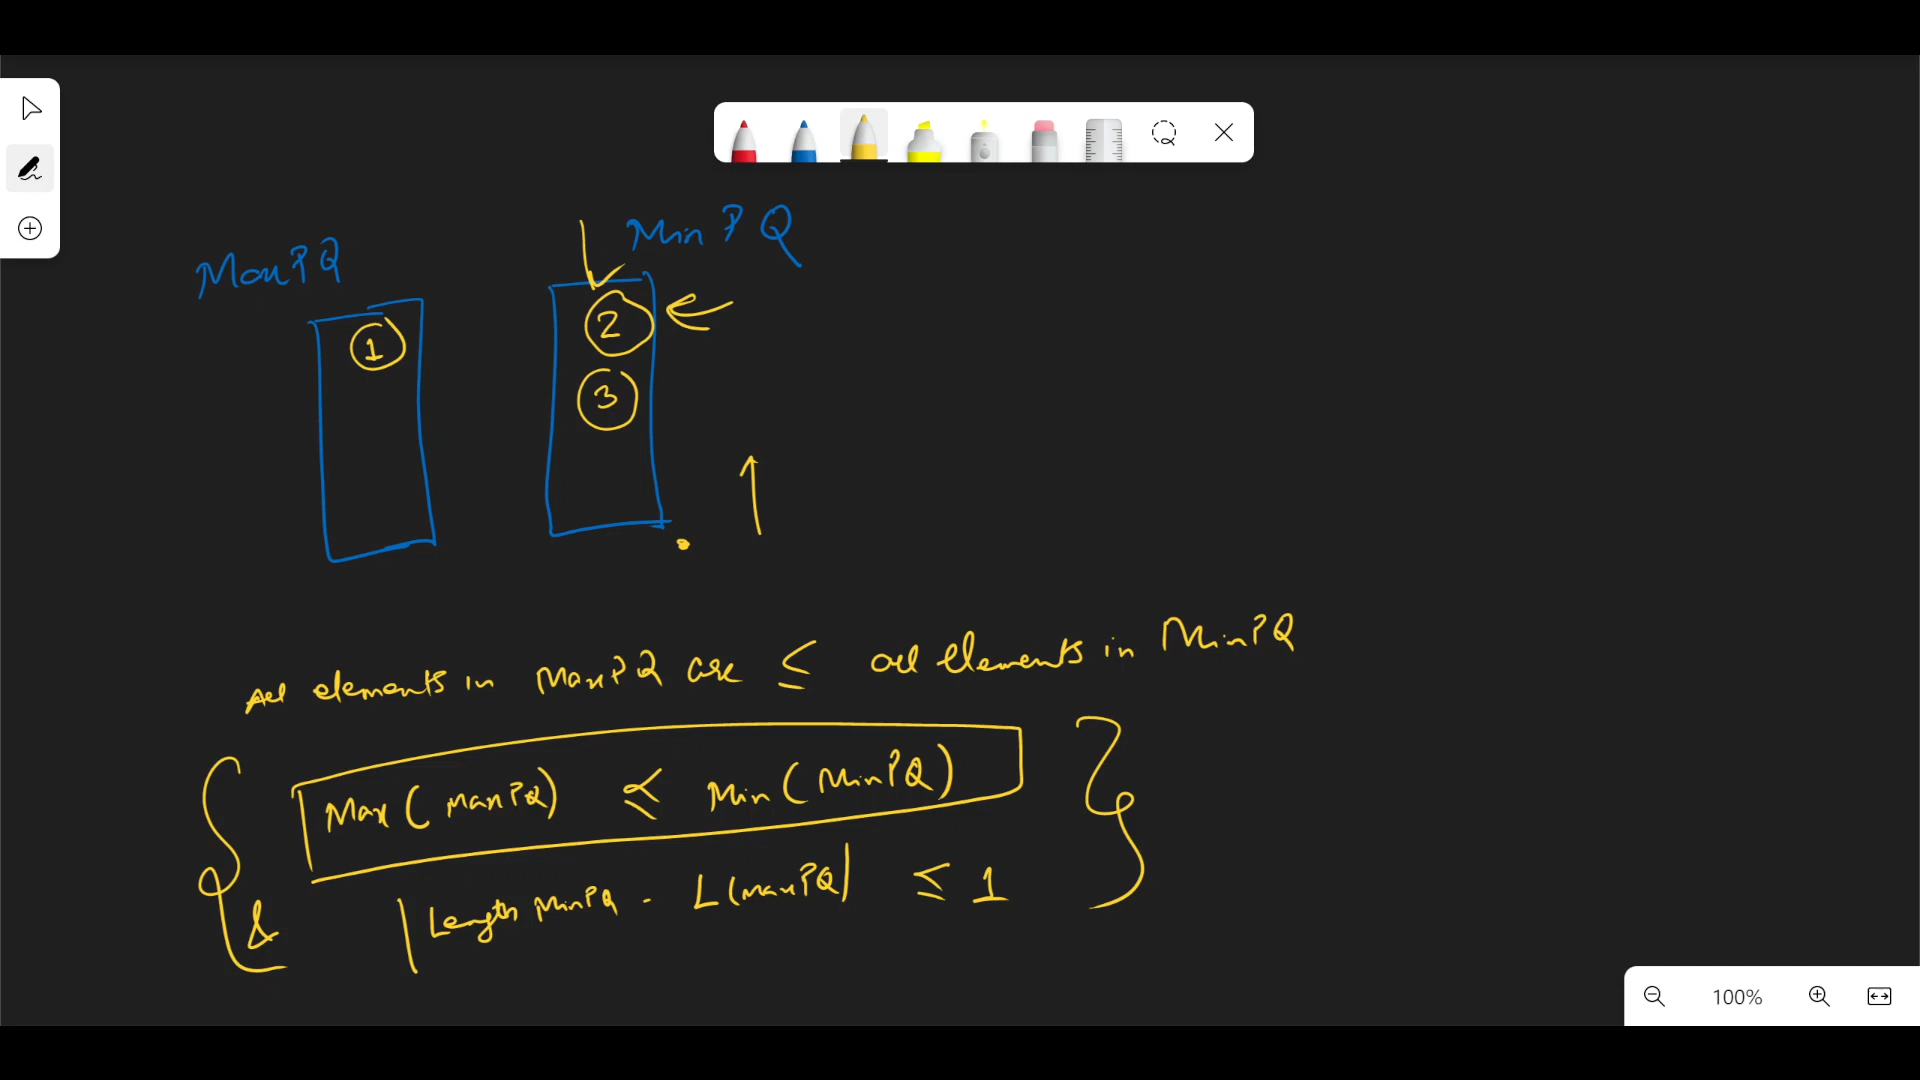 MaxPQ
MinPQ
1
2
3
All elements in MaxPQ are ≤ all elements in MinPQ
Max(MaxPQ) ≤ Min(MinPQ)
& |Length MinPQ - L(maxPQ)| ≤ 1
100%